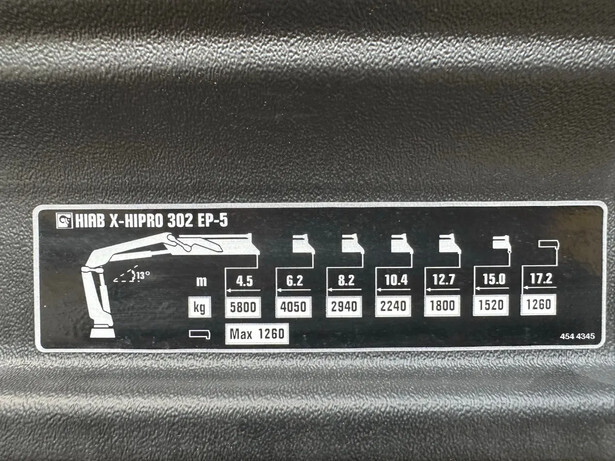 HIAB X-HIPRO 302 EP-5
13°
m 4.5 6.2 8.2 10.4 12.7 15.0 17.2
kg 5800 4050 2940 2240 1800 1520 1260
Max 1260
454 4345